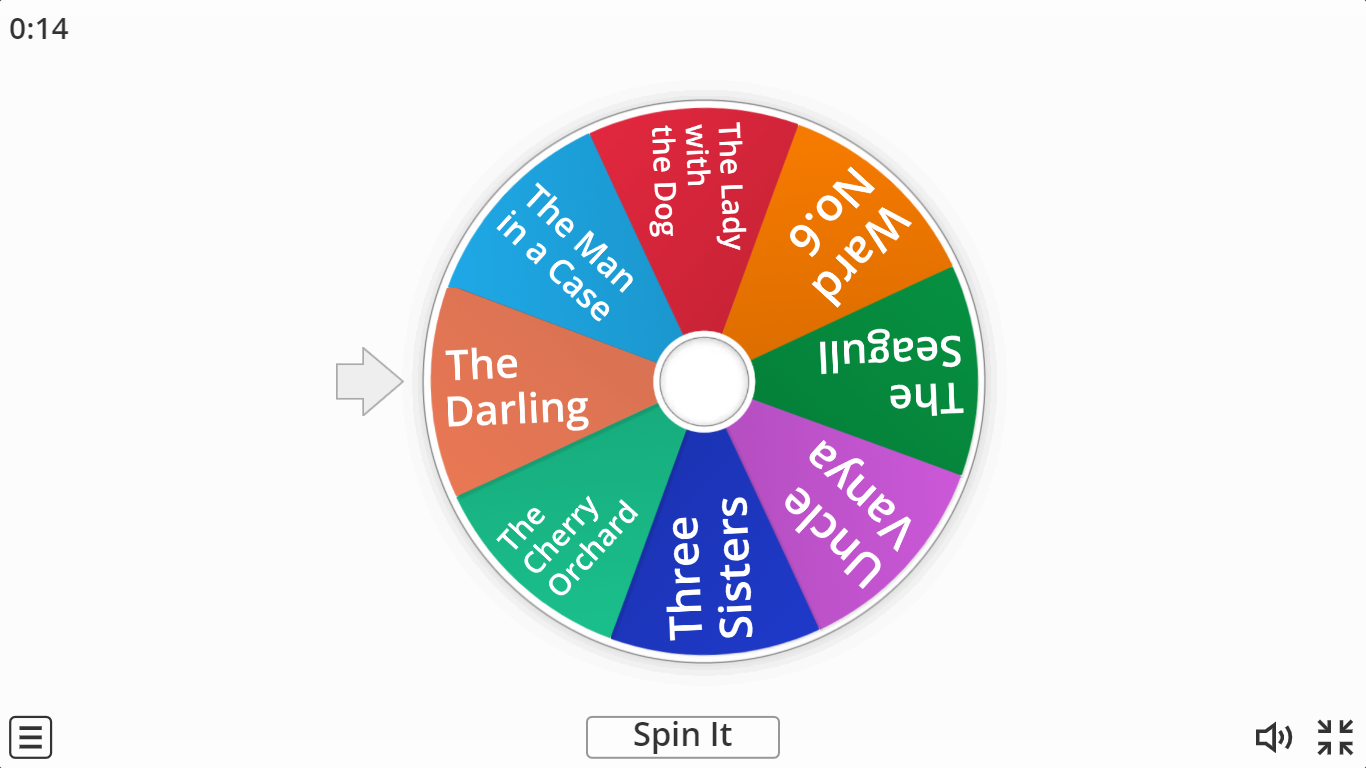 0:14
The Lady
with
the Dog
Ward
No.6
The
Seagull
Uncle
Vanya
Three
Sisters
The
Cherry
Orchard
The
Darling
The Man
in a Case
Spin It